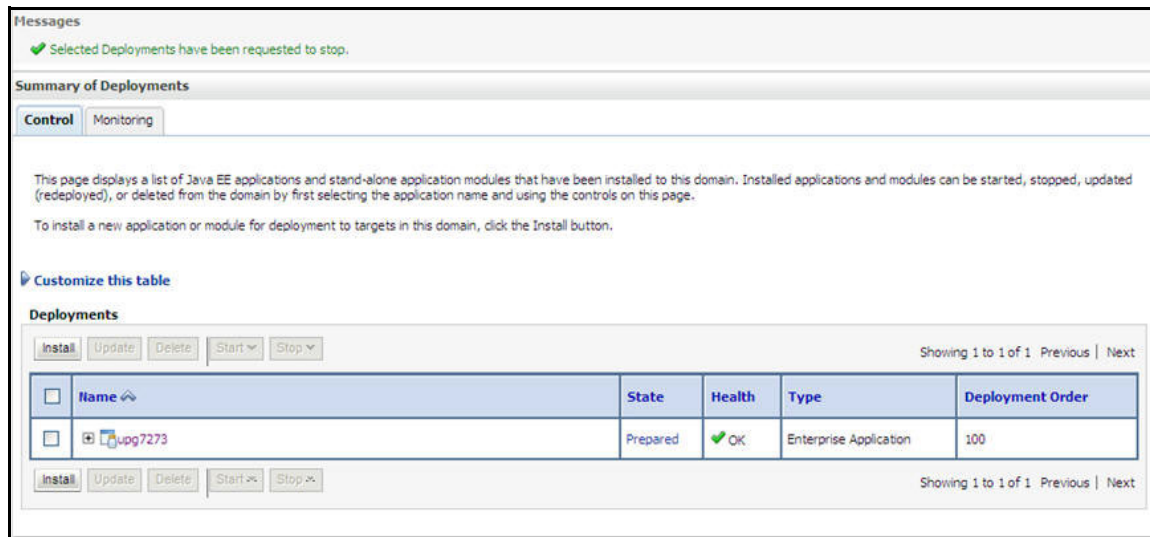 Messages
Selected Deployments have been requested to stop.
Summary of Deployments
Control Monitoring
This page displays a list of Java EE applications and stand-alone application modules that have been installed to this domain. Installed applications and modules can be started, stopped, updated
(redeployed), or deleted from the domain by first selecting the application name and using the controls on this page.
To install a new application or module for deployment to targets in this domain, click the Install button.
Customize this table
Deployments
Install Update Delete Start Stop Showing 1 to 1 of 1 Previous | Next
Name State Health Type Deployment Order
upg7273 Prepared OK Enterprise Application 100
Install Update Delete Start Stop Showing 1 to 1 of 1 Previous | Next